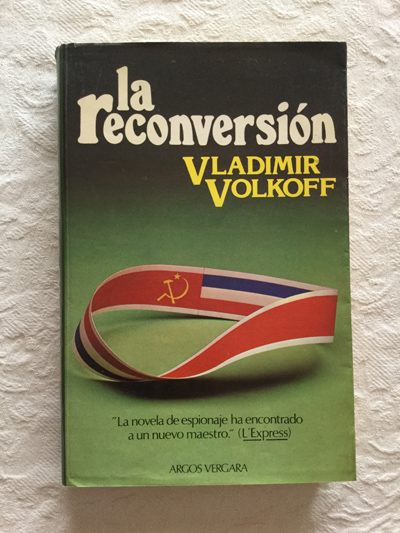 la
reconversión
VLADIMIR
VOLKOFF
"La novela de espionaje ha encontrado
a un nuevo maestro." (L'Express)
ARGOS VERGARA